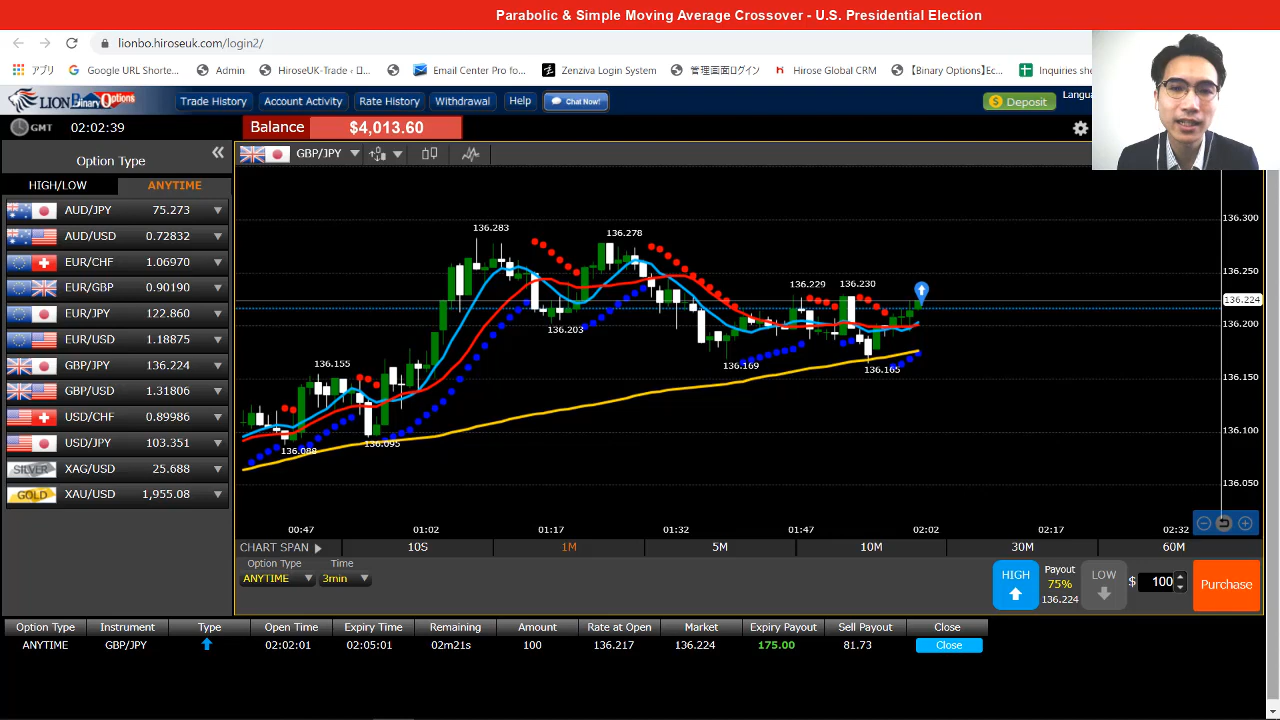 Parabolic & Simple Moving Average Crossover - U.S. Presidential Election
lionbo.hiroseuk.com/login2/
アプリ Google URL Shorte... Admin HiroseUK-Trade ‹ ロ... Email Center Pro fo... Zenziva Login System 管理画面ログイン Hirose Global CRM 【Binary Options】Ec... Inquiries she
LION Binary Options Trade History Account Activity Rate History Withdrawal Help Chat Now! $ Deposit Langua
GMT 02:02:39 Balance $4,013.60
Option Type GBP/JPY
HIGH/LOW ANYTIME
AUD/JPY 75.273
AUD/USD 0.72832
EUR/CHF 1.06970
EUR/GBP 0.90190
AUD/USD
GBP/JPY 136.224
GBP/USD 1.31806
USD/CHF 0.89986
USD/JPY 103.351
SILVER XAG/USD 25.688
GOLD XAU/USD 1,955.08
136.283 136.278 136.229 136.230
136.203 136.155 136.169 136.165
136.088 136.095
136.300
136.250
136.224
136.200
136.150
136.100
136.050
00:47 01:02 01:17 01:32 01:47 02:02 02:17 02:32
CHART SPAN 10S 1M 5M 10M 30M 60M
Option Type Time
ANYTIME 3min
HIGH Payout 75% 136.224 LOW $ 100 Purchase
Option Type Instrument Type Open Time Expiry Time Remaining Amount Rate at Open Market Expiry Payout Sell Payout Close
ANYTIME GBP/JPY 02:02:01 02:05:01 02m21s 100 136.217 136.224 175.00 81.73 Close